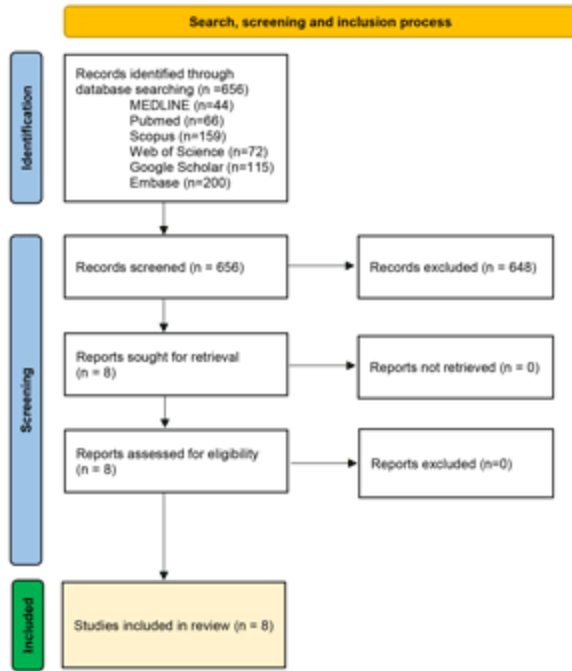 Search, screening and inclusion process
Identification
Records identified through
database searching (n =656)
MEDLINE (n=44)
Pubmed (n=66)
Scopus (n=159)
Web of Science (n=72)
Google Scholar (n=115)
Embase (n=200)
Screening
Records screened (n = 656)
Records excluded (n = 648)
Reports sought for retrieval
(n = 8)
Reports not retrieved (n = 0)
Reports assessed for eligibility
(n = 8)
Reports excluded (n=0)
Included
Studies included in review (n = 8)